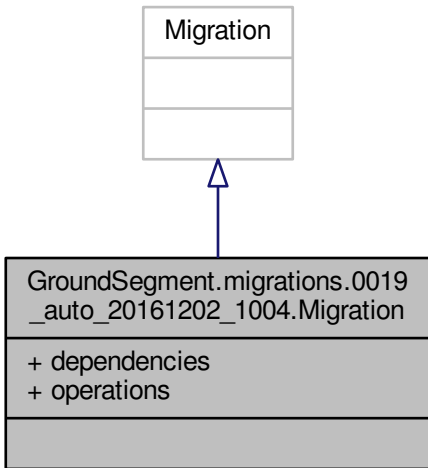 Migration
GroundSegment.migrations.0019
_auto_20161202_1004.Migration
+ dependencies
+ operations